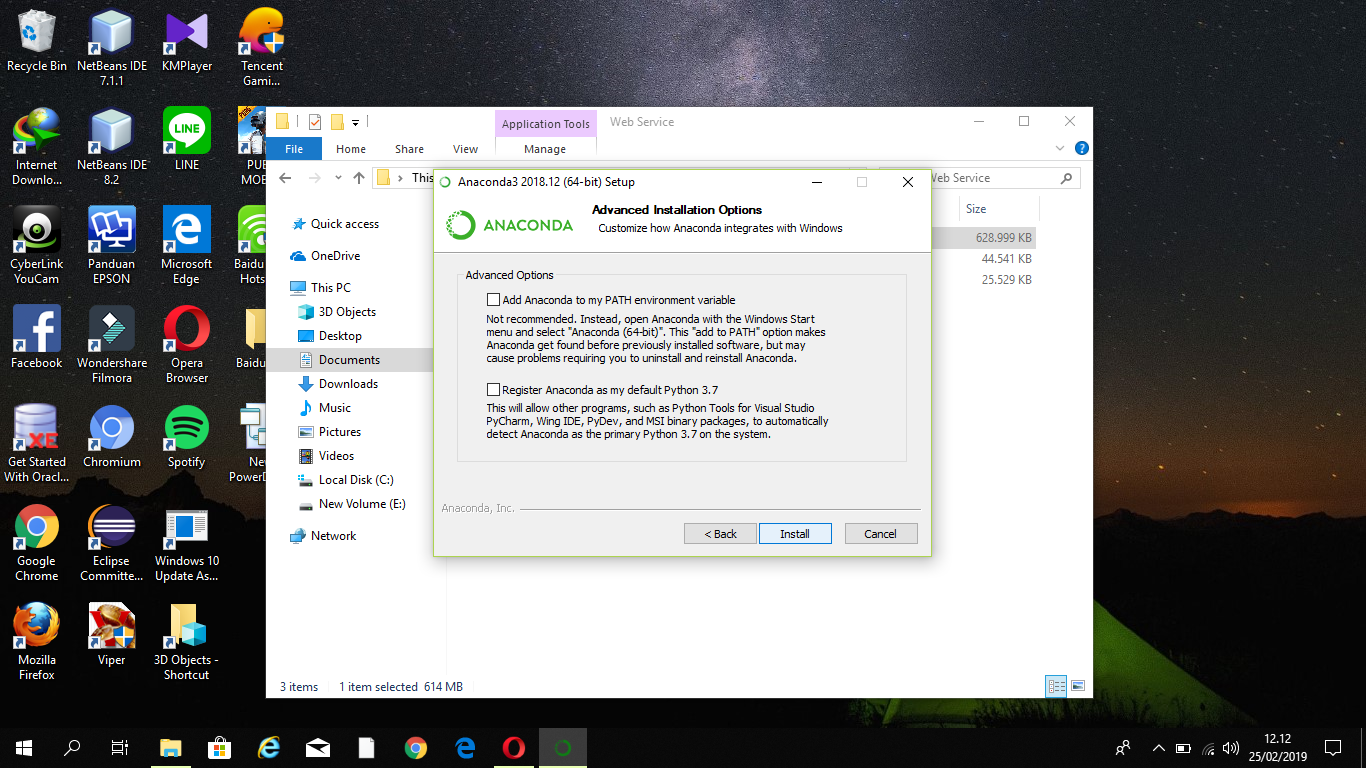 Recycle Bin
NetBeans IDE
7.1.1
KMPlayer
Tencent
Gami...
Internet
Downlo...
NetBeans IDE
8.2
LINE
PUB
MOB
CyberLink
YouCam
Panduan
EPSON
Microsoft
Edge
Baidu
Hots
Facebook
Wondershare
Filmora
Opera
Browser
Baidu
XE
Get Started
With Oracl...
Chromium
Spotify
Net
PowerD
Google
Chrome
Eclipse
Committe...
Windows 10
Update As...
Mozilla
Firefox
Viper
3D Objects -
Shortcut
Application Tools
Web Service
File
Home
Share
View
Manage
This
Web Service
Size
628.999 KB
44.541 KB
25.529 KB
Quick access
OneDrive
This PC
3D Objects
Desktop
Documents
Downloads
Music
Pictures
Videos
Local Disk (C:)
New Volume (E:)
Network
3 items
1 item selected 614 MB
Anaconda3 2018.12 (64-bit) Setup
ANACONDA
Advanced Installation Options
Customize how Anaconda integrates with Windows
Advanced Options
Add Anaconda to my PATH environment variable
Not recommended. Instead, open Anaconda with the Windows Start
menu and select "Anaconda (64-bit)". This "add to PATH" option makes
Anaconda get found before previously installed software, but may
cause problems requiring you to uninstall and reinstall Anaconda.
Register Anaconda as my default Python 3.7
This will allow other programs, such as Python Tools for Visual Studio
PyCharm, Wing IDE, PyDev, and MSI binary packages, to automatically
detect Anaconda as the primary Python 3.7 on the system.
Anaconda, Inc.
< Back
Install
Cancel
12.12
25/02/2019